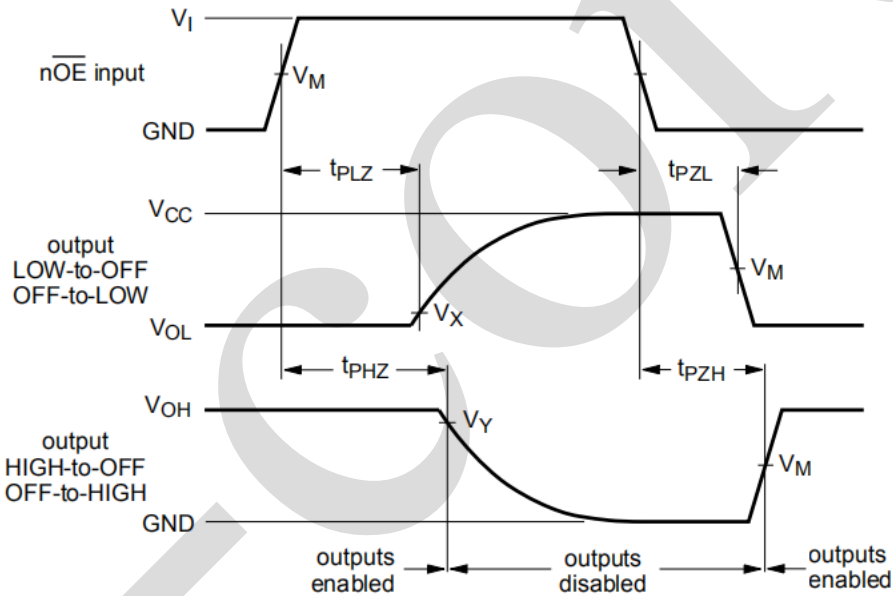 VI
nOE input
VM
GND
tPLZ
tPZL
VCC
output
LOW-to-OFF
OFF-to-LOW
VM
VX
VOL
tPHZ
tPZH
VOH
VY
output
HIGH-to-OFF
OFF-to-HIGH
VM
GND
outputs
enabled
outputs
disabled
outputs
enabled